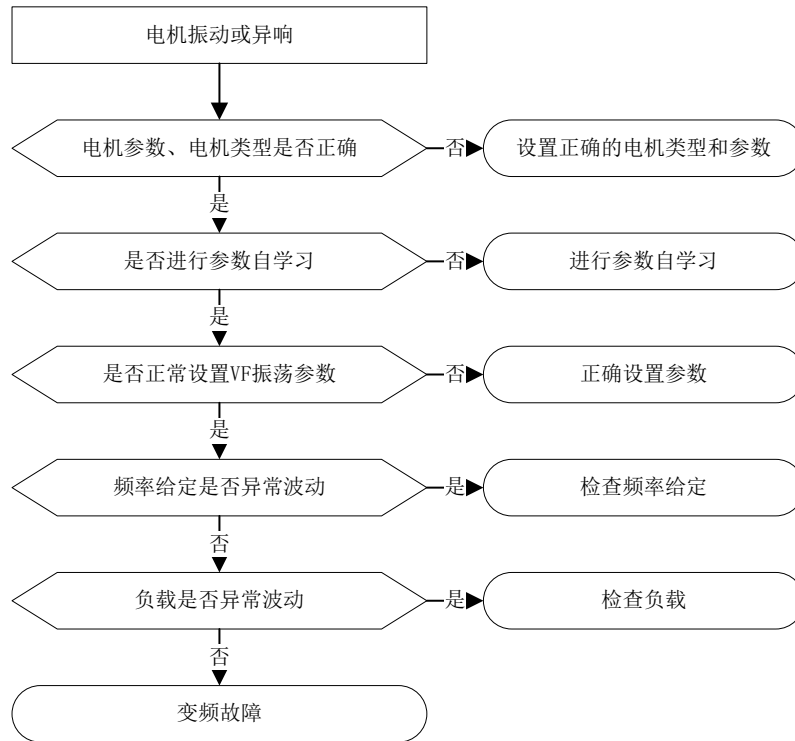 电机振动或异响
电机参数、电机类型是否正确
否
设置正确的电机类型和参数
是
是否进行参数自学习
否
进行参数自学习
是
是否正常设置VF振荡参数
否
正确设置参数
是
频率给定是否异常波动
是
检查频率给定
否
负载是否异常波动
是
检查负载
否
变频故障